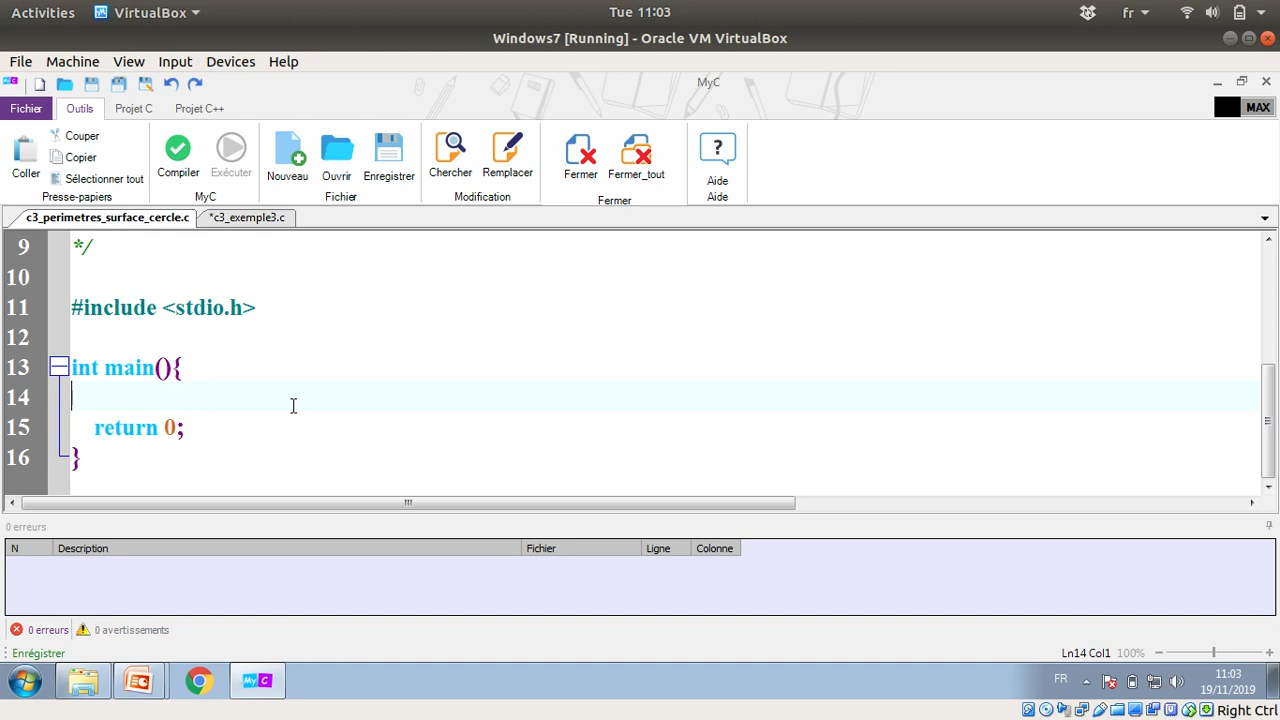 Activities VirtualBox Tue 11:03 fr
Windows7 [Running] - Oracle VM VirtualBox
File Machine View Input Devices Help
MyC MyC
Fichier Outils Projet C Projet C++ MAX
Coller Couper Copier Sélectionner tout Presse-papiers
Compiler Exécuter MyC
Nouveau Ouvrir Enregistrer Fichier
Chercher Remplacer Modification
Fermer Fermer_tout Fermer
Aide Aide
c3_perimetres_surface_cercle.c *c3_exemple3.c
9 */
10
11 #include <stdio.h>
12
13 int main(){
14
15 return 0;
16 }
0 erreurs
N Description Fichier Ligne Colonne
0 erreurs 0 avertissements
Enrégistrer Ln14 Col1 100%
MyC FR 11:03
19/11/2019
Right Ctrl